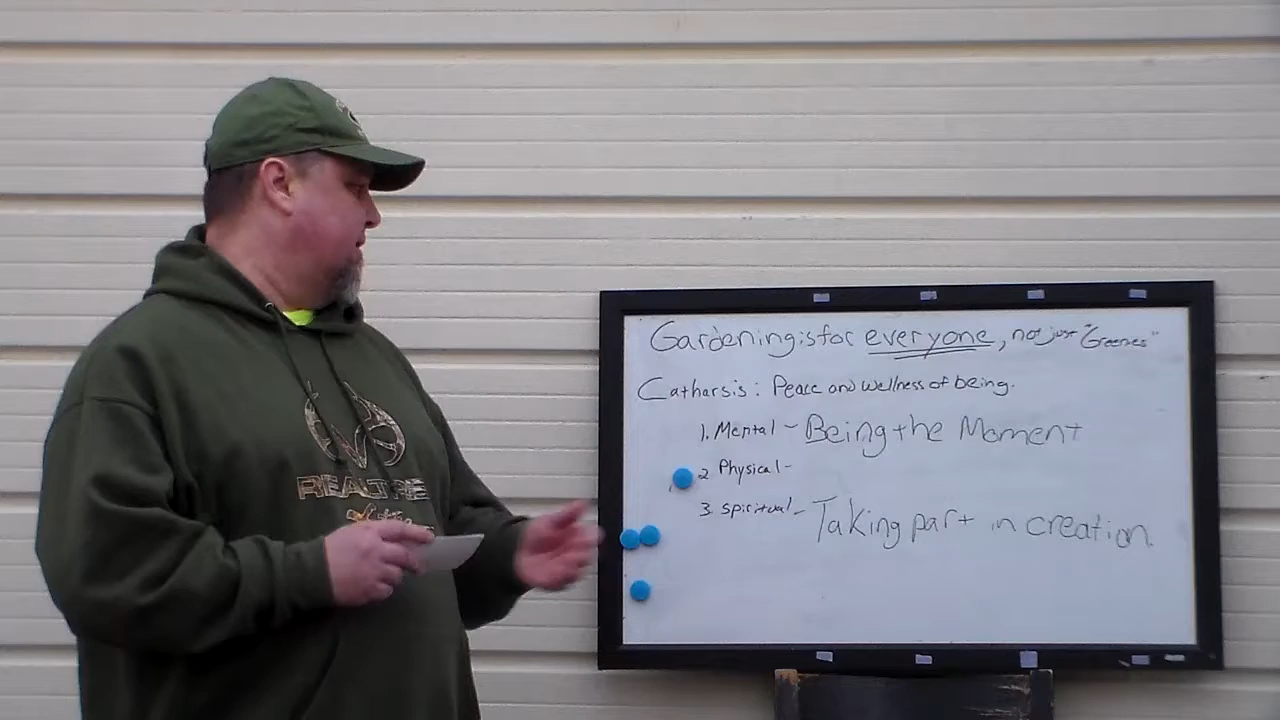 Gardening is for everyone, not just "Greenies"
Catharsis: Peace and wellness of being.
1. Mental - Being the Moment
2 Physical -
3. Spiritual - Taking part in creation.
REALTREE